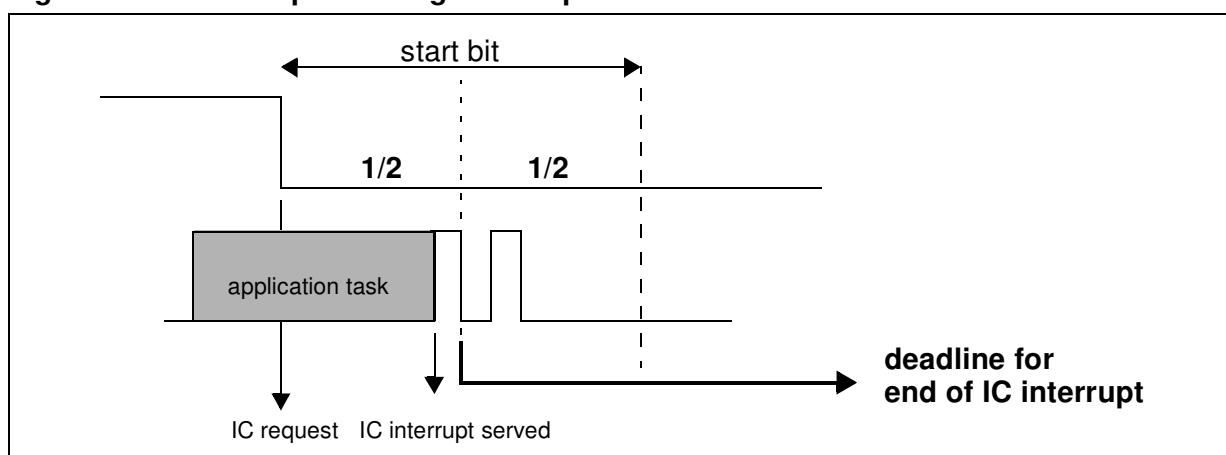 start bit
1/2
1/2
application task
deadline for
end of IC interrupt
IC request
IC interrupt served